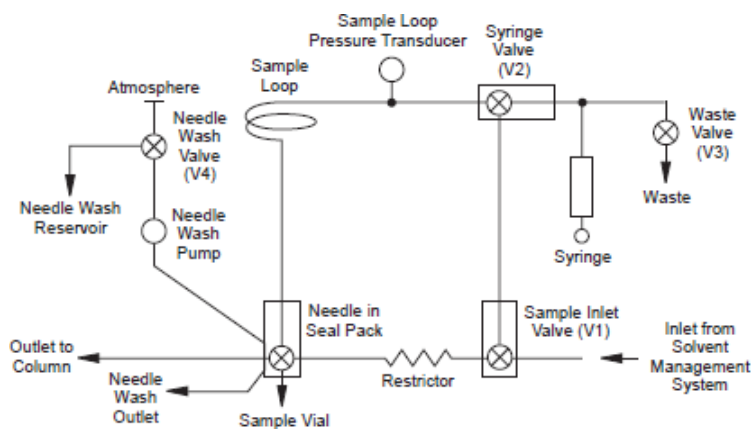 Sample Loop
Pressure Transducer
Syringe
Valve
(V2)
Sample
Loop
Atmosphere
Needle
Wash
Valve
(V4)
Waste
Valve
(V3)
Needle Wash
Reservoir
Needle
Wash
Pump
Waste
Syringe
Needle in
Seal Pack
Sample Inlet
Valve (V1)
Inlet from
Solvent
Management
System
Outlet to
Column
Restrictor
Needle
Wash
Outlet
Sample Vial